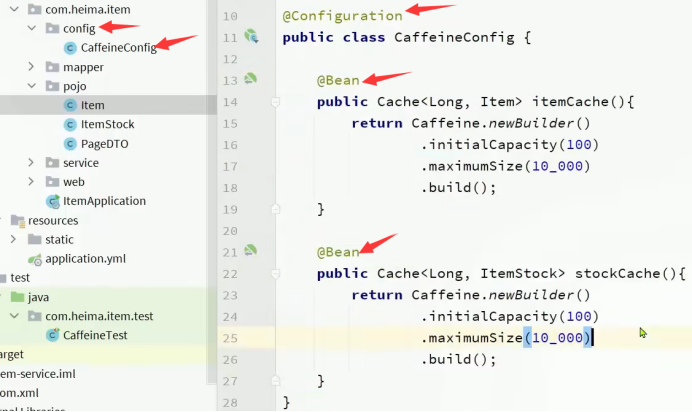 com.heima.item
config
CaffeineConfig
mapper
pojo
Item
ItemStock
PageDTO
service
web
ItemApplication
resources
static
application.yml
test
java
com.heima.item.test
CaffeineTest
arget
em-service.iml
om.xml
10 @Configuration
11 public class CaffeineConfig {
12
13 @Bean
14 public Cache<Long, Item> itemCache(){
15 return Caffeine.newBuilder()
16 .initialCapacity(100)
17 .maximumSize(10_000)
18 .build();
19 }
20
21 @Bean
22 public Cache<Long, ItemStock> stockCache(){
23 return Caffeine.newBuilder()
24 .initialCapacity(100)
25 .maximumSize(10_000)
26 .build();
27 }
28 }